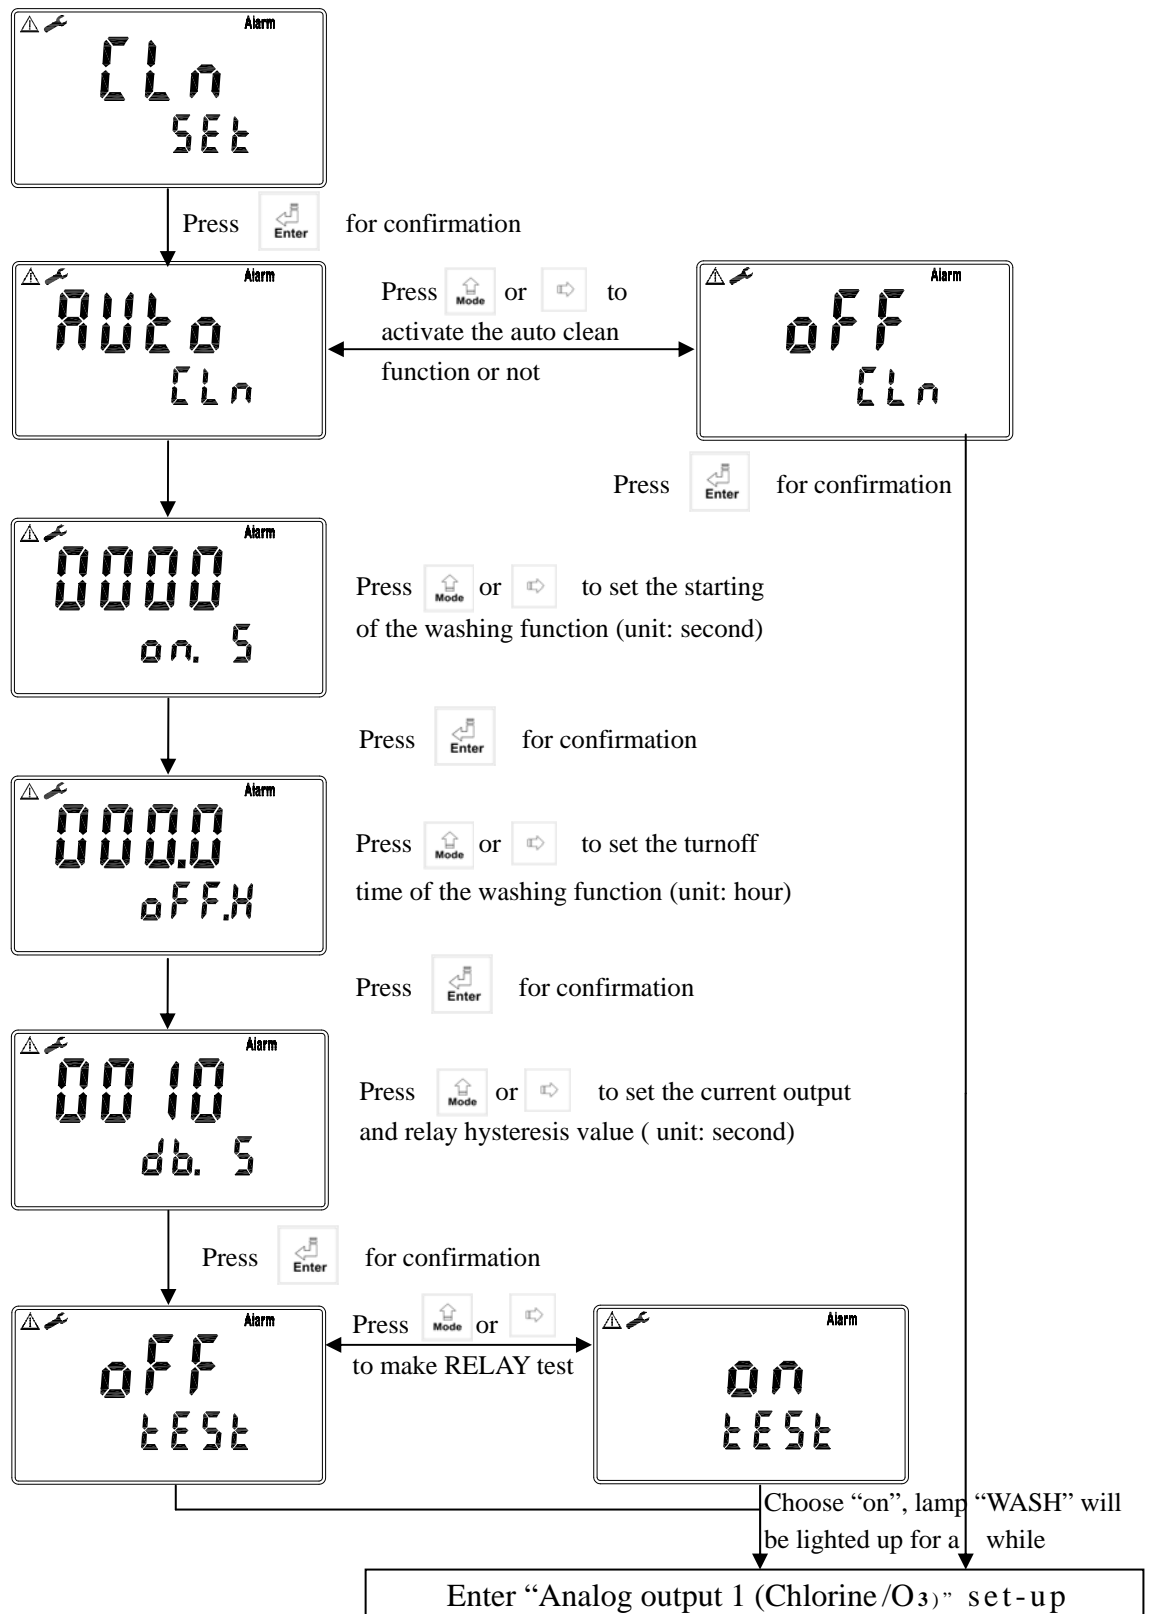 Alarm
CLn
SEt
Press Enter for confirmation
Alarm
AUto
CLn
Press Mode or to
activate the auto clean
function or not
Alarm
oFF
CLn
Press Enter for confirmation
Alarm
0000
on. S
Press Mode or to set the starting
of the washing function (unit: second)
Press Enter for confirmation
Alarm
000.0
oFF.H
Press Mode or to set the turnoff
time of the washing function (unit: hour)
Press Enter for confirmation
Alarm
0010
db. S
Press Mode or to set the current output
and relay hysteresis value ( unit: second)
Press Enter for confirmation
Alarm
oFF
tESt
Press Mode or
to make RELAY test
Alarm
on
tESt
Choose “on”, lamp “WASH” will
be lighted up for a while
Enter “Analog output 1 (Chlorine/O3)” set-up